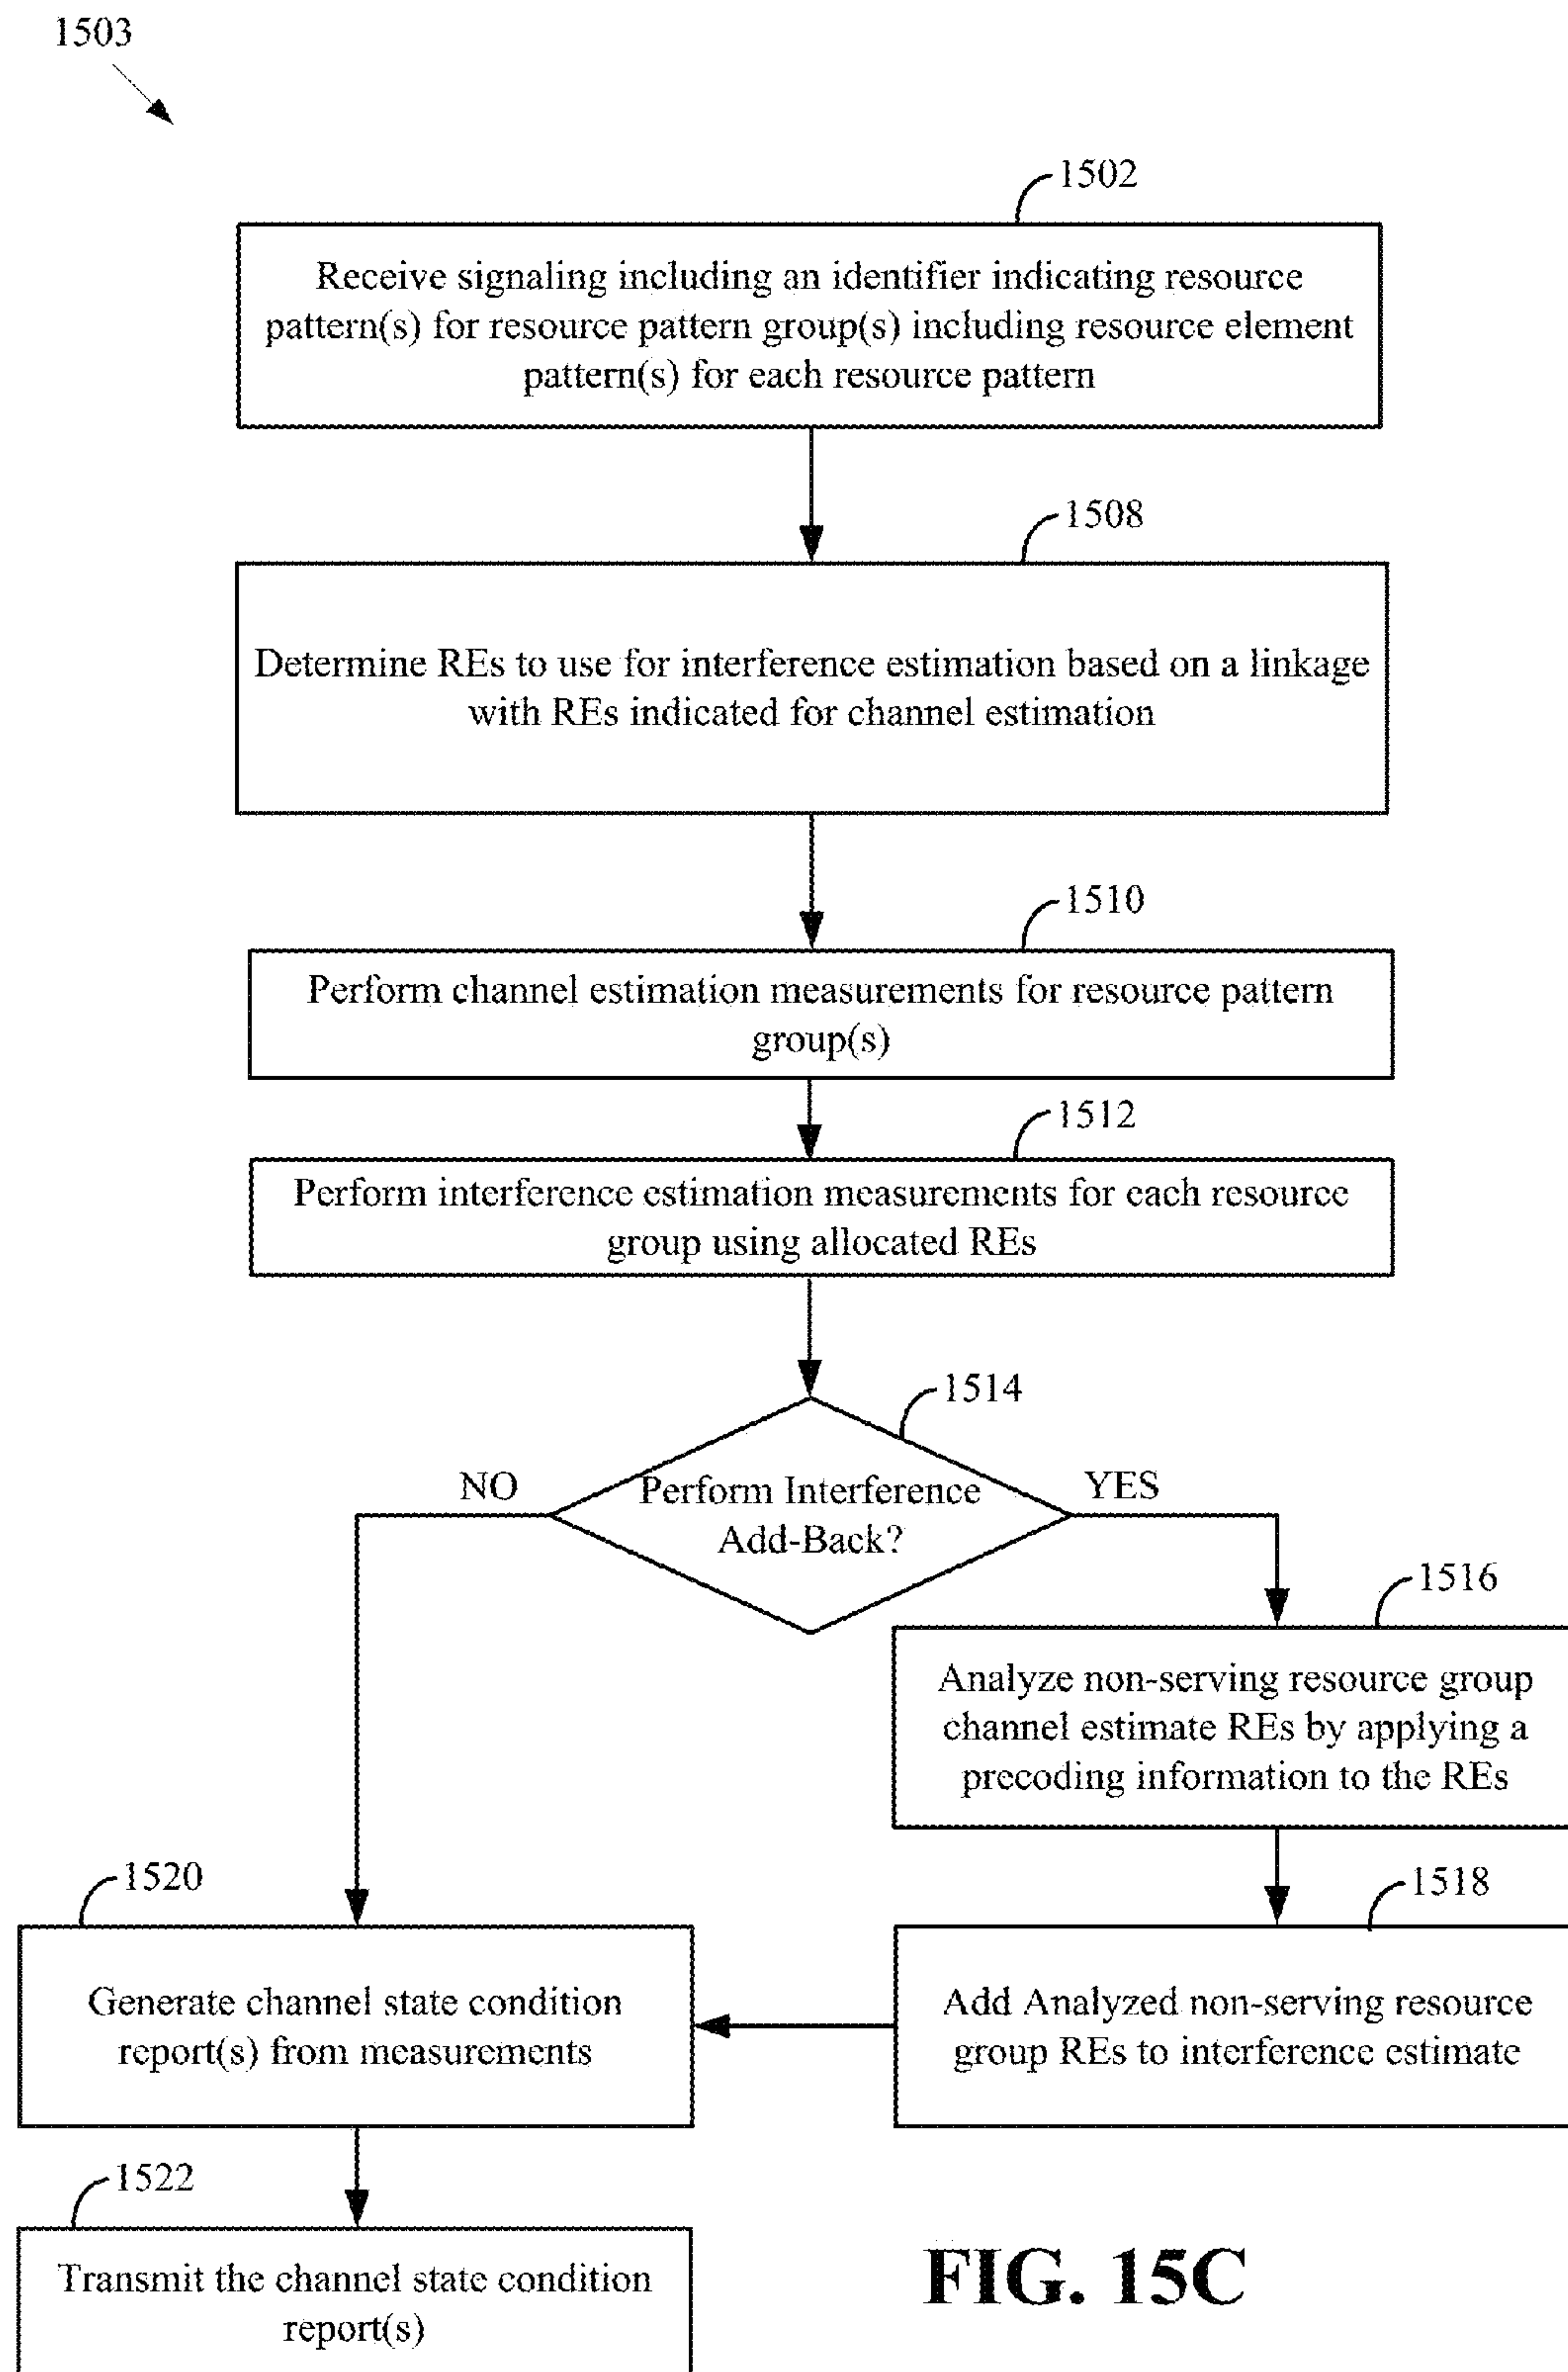 1503
1502
Receive signaling including an identifier indicating resource
pattern(s) for resource pattern group(s) including resource element
pattern(s) for each resource pattern
1508
Determine REs to use for interference estimation based on a linkage
with REs indicated for channel estimation
1510
Perform channel estimation measurements for resource pattern
group(s)
1512
Perform interference estimation measurements for each resource
group using allocated REs
1514
NO
Perform Interference
Add-Back?
YES
1516
Analyze non-serving resource group
channel estimate REs by applying a
precoding information to the REs
1520
1518
Generate channel state condition
report(s) from measurements
Add Analyzed non-serving resource
group REs to interference estimate
1522
Transmit the channel state condition
report(s)
FIG. 15C